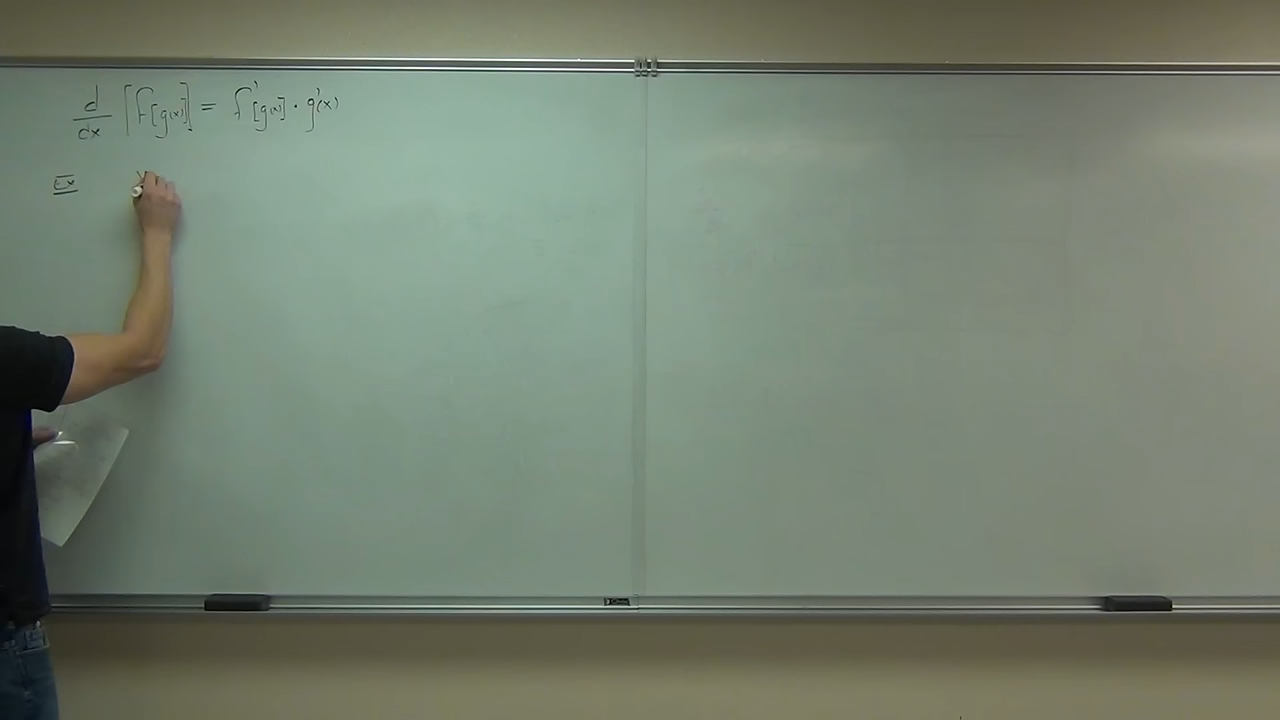 d/dx [f[g(x)]] = f'[g(x)] · g'(x)
Ex y